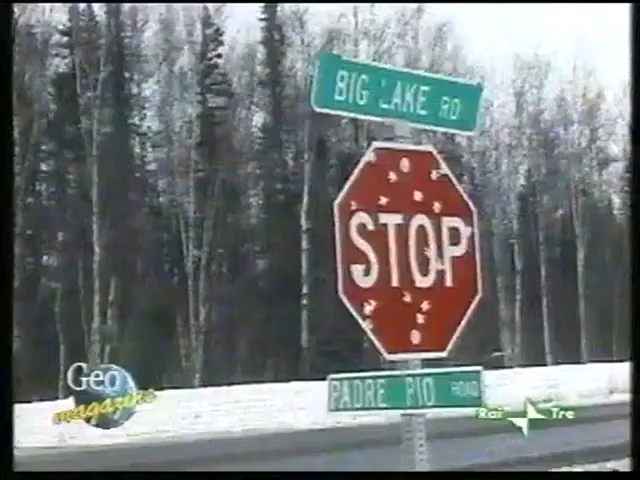 BIG LAKE RD
STOP
PADRE PIO ROAD
Geo
magazine
Rai Tre